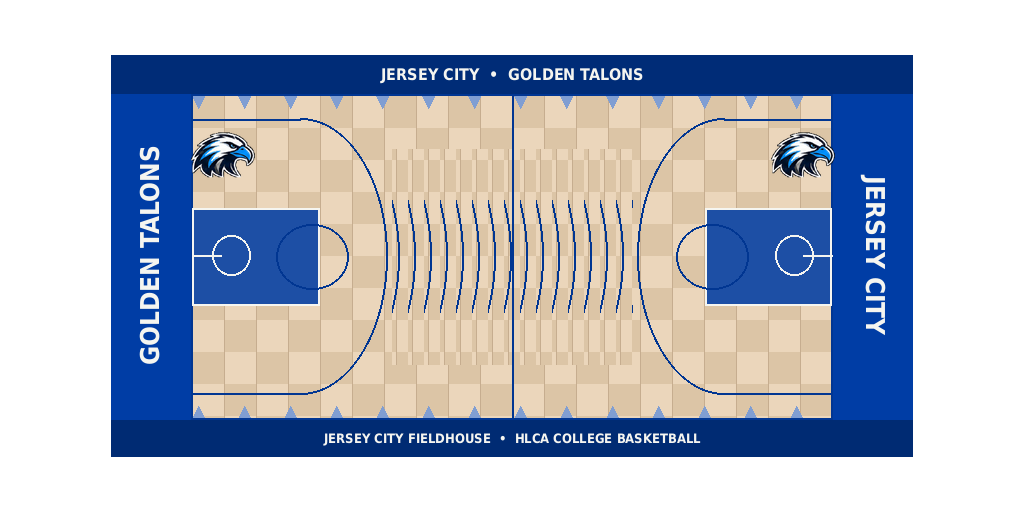 JERSEY CITY • GOLDEN TALONS
GOLDEN TALONS
JERSEY CITY
JERSEY CITY FIELDHOUSE • HLCA COLLEGE BASKETBALL